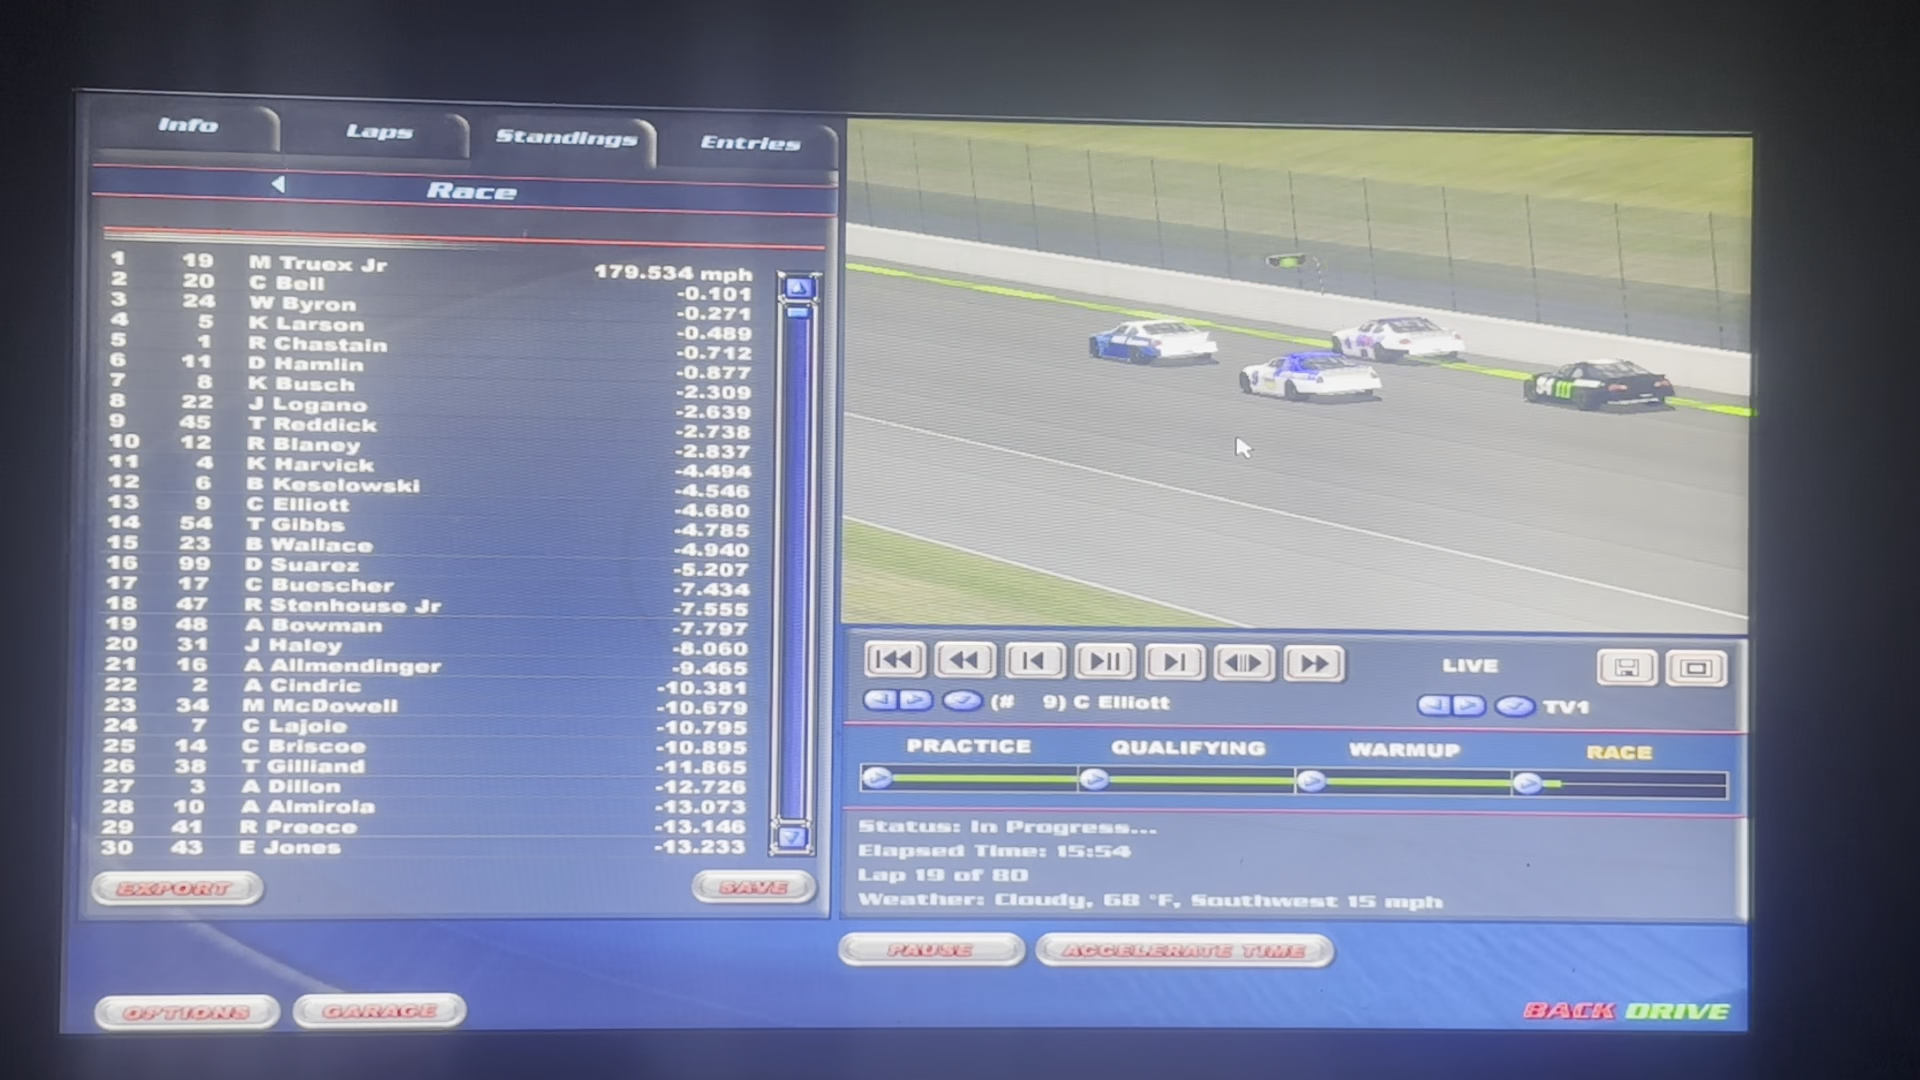 Info Laps Standings Entries
Race
1 19 M Truex Jr 179.534 mph
2 20 C Bell -0.101
3 24 W Byron -0.271
4 5 K Larson -0.489
5 1 R Chastain -0.712
6 11 D Hamlin -0.877
7 8 K Busch -2.309
8 22 J Logano -2.639
9 45 T Reddick -2.738
10 12 R Blaney -2.837
11 4 K Harvick -4.494
12 6 B Keselowski -4.546
13 9 C Elliott -4.680
14 54 T Gibbs -4.785
15 23 B Wallace -4.940
16 99 D Suarez -5.207
17 17 C Buescher -7.434
18 47 R Stenhouse Jr -7.555
19 48 A Bowman -7.797
20 31 J Haley -8.060
21 16 A Allmendinger -9.465
22 2 A Cindric -10.381
23 34 M McDowell -10.679
24 7 C Lajoie -10.795
25 14 C Briscoe -10.895
26 38 T Gilliand -11.865
27 3 A Dillon -12.726
28 10 A Almirola -13.073
29 41 R Preece -13.146
30 43 E Jones -13.233
EXPORT SAVE
OPTIONS GARAGE
LIVE
(# 9) C Elliott TV1
PRACTICE QUALIFYING WARMUP RACE
Status: In Progress...
Elapsed Time: 15:54
Lap 19 of 80
Weather: Cloudy, 68 °F, Southwest 15 mph
PAUSE ACCELERATE TIME
BACK DRIVE